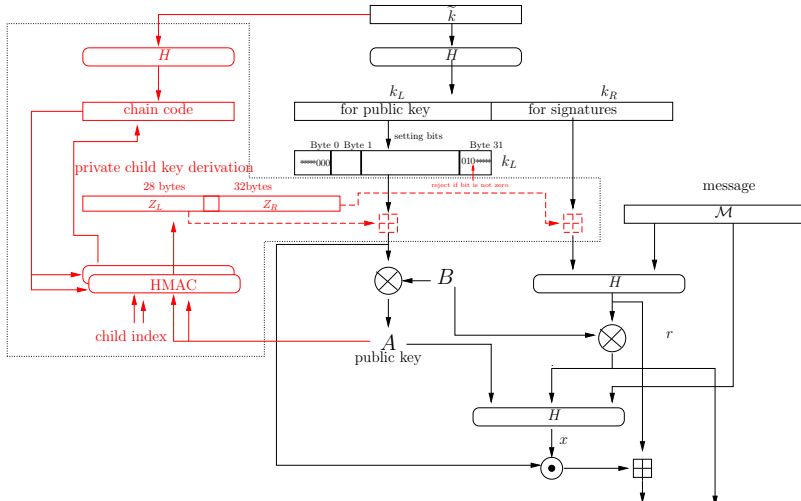 k̃
H
H
k_L
k_R
chain code
for public key
for signatures
setting bits
Byte 0
Byte 1
Byte 31
*****000
010*****
k_L
private child key derivation
reject if bit is not zero
28 bytes
32bytes
message
Z_L
Z_R
M
HMAC
B
H
child index
A
public key
r
H
x